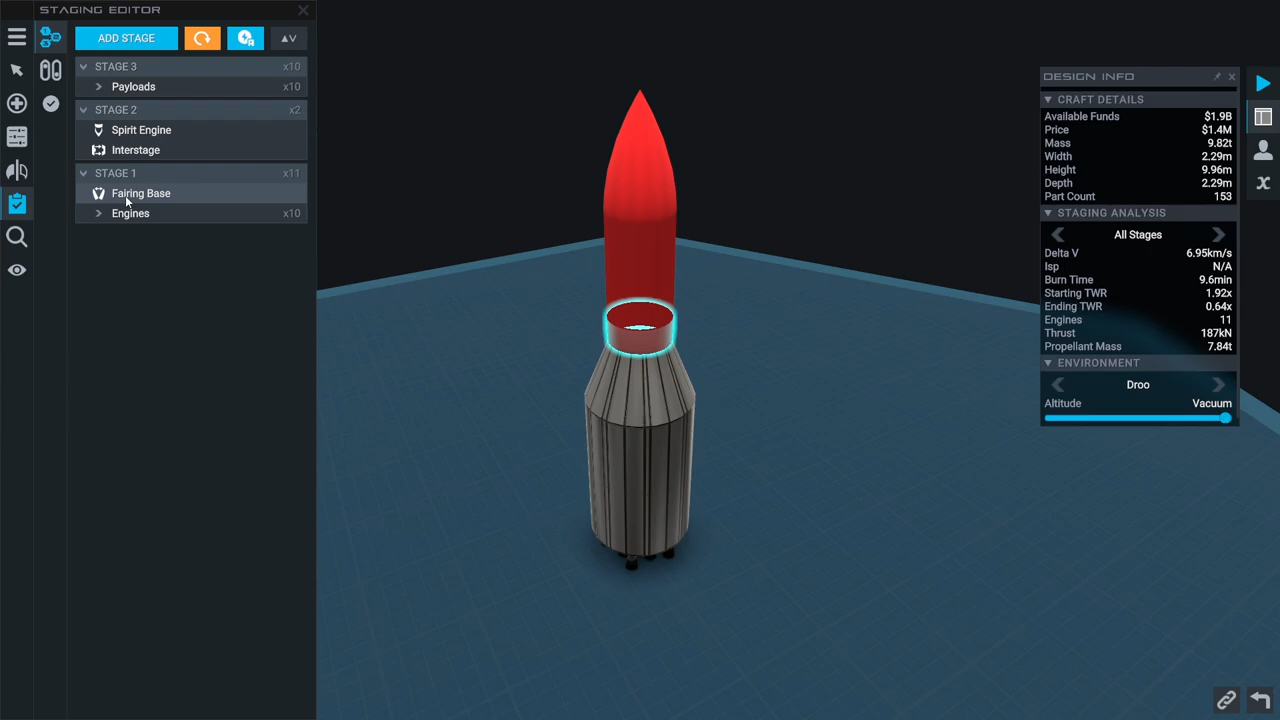 STAGING EDITOR
ADD STAGE
STAGE 3 x10
Payloads x10
STAGE 2 x2
Spirit Engine
Interstage
STAGE 1 x11
Fairing Base
Engines x10
DESIGN INFO
CRAFT DETAILS
Available Funds $1.9B
Price $1.4M
Mass 9.82t
Width 2.29m
Height 9.96m
Depth 2.29m
Part Count 153
STAGING ANALYSIS
All Stages
Delta V 6.95km/s
Isp N/A
Burn Time 9.6min
Starting TWR 1.92x
Ending TWR 0.64x
Engines 11
Thrust 187kN
Propellant Mass 7.84t
ENVIRONMENT
Droo
Altitude Vacuum